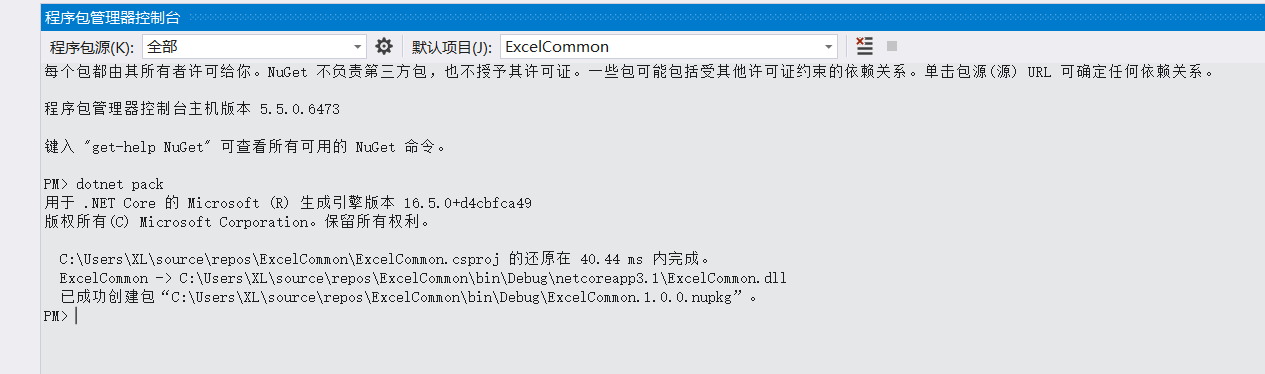 程序包管理器控制台
程序包源(K): 全部 默认项目(J): ExcelCommon
每个包都由其所有者许可给你。NuGet 不负责第三方包，也不授予其许可证。一些包可能包括受其他许可证约束的依赖关系。单击包源(源) URL 可确定任何依赖关系。
程序包管理器控制台主机版本 5.5.0.6473
键入 "get-help NuGet" 可查看所有可用的 NuGet 命令。
PM> dotnet pack
用于 .NET Core 的 Microsoft (R) 生成引擎版本 16.5.0+d4cbfca49
版权所有(C) Microsoft Corporation。保留所有权利。
C:\Users\XL\source\repos\ExcelCommon\ExcelCommon.csproj 的还原在 40.44 ms 内完成。
ExcelCommon -> C:\Users\XL\source\repos\ExcelCommon\bin\Debug\netcoreapp3.1\ExcelCommon.dll
已成功创建包“C:\Users\XL\source\repos\ExcelCommon\bin\Debug\ExcelCommon.1.0.0.nupkg”。
PM>